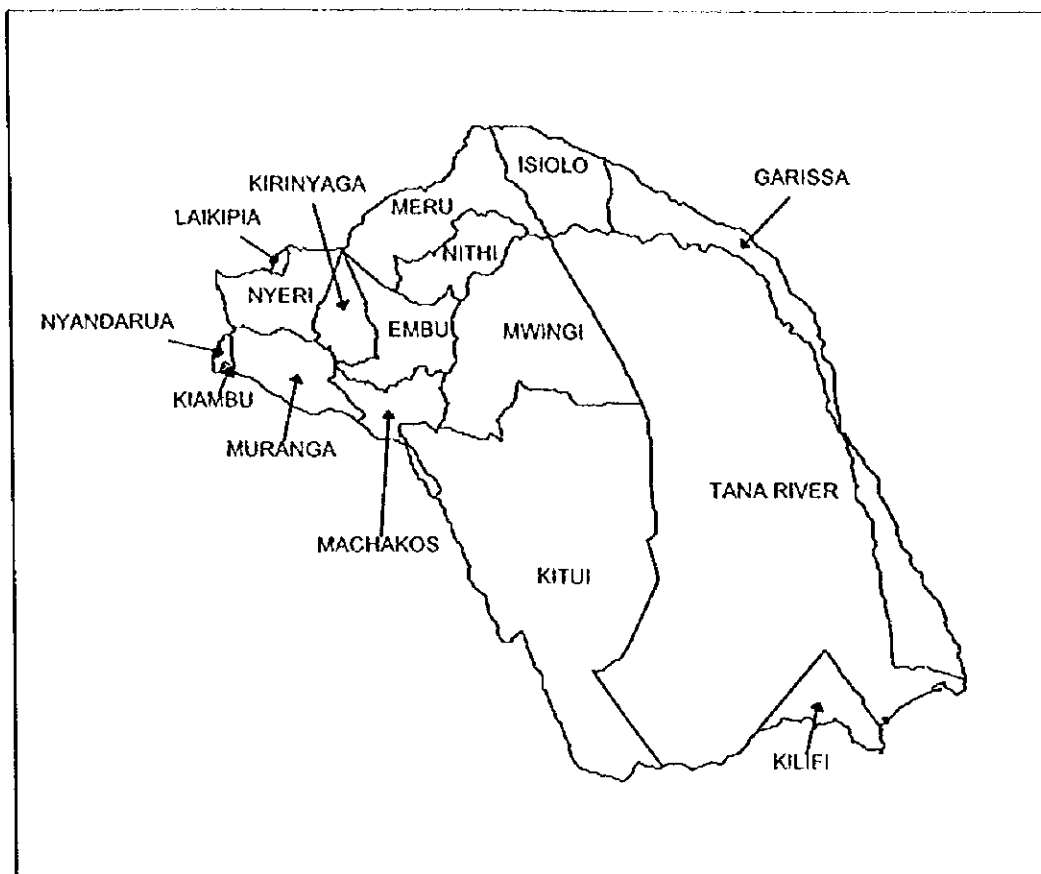 ISIOLO
GARISSA
KIRINYAGA
MERU
LAIKIPIA
NITHI
NYERI
NYANDARUA
EMBU
MWINGI
KIAMBU
MURANGA
TANA RIVER
MACHAKOS
KITUI
KILIFI